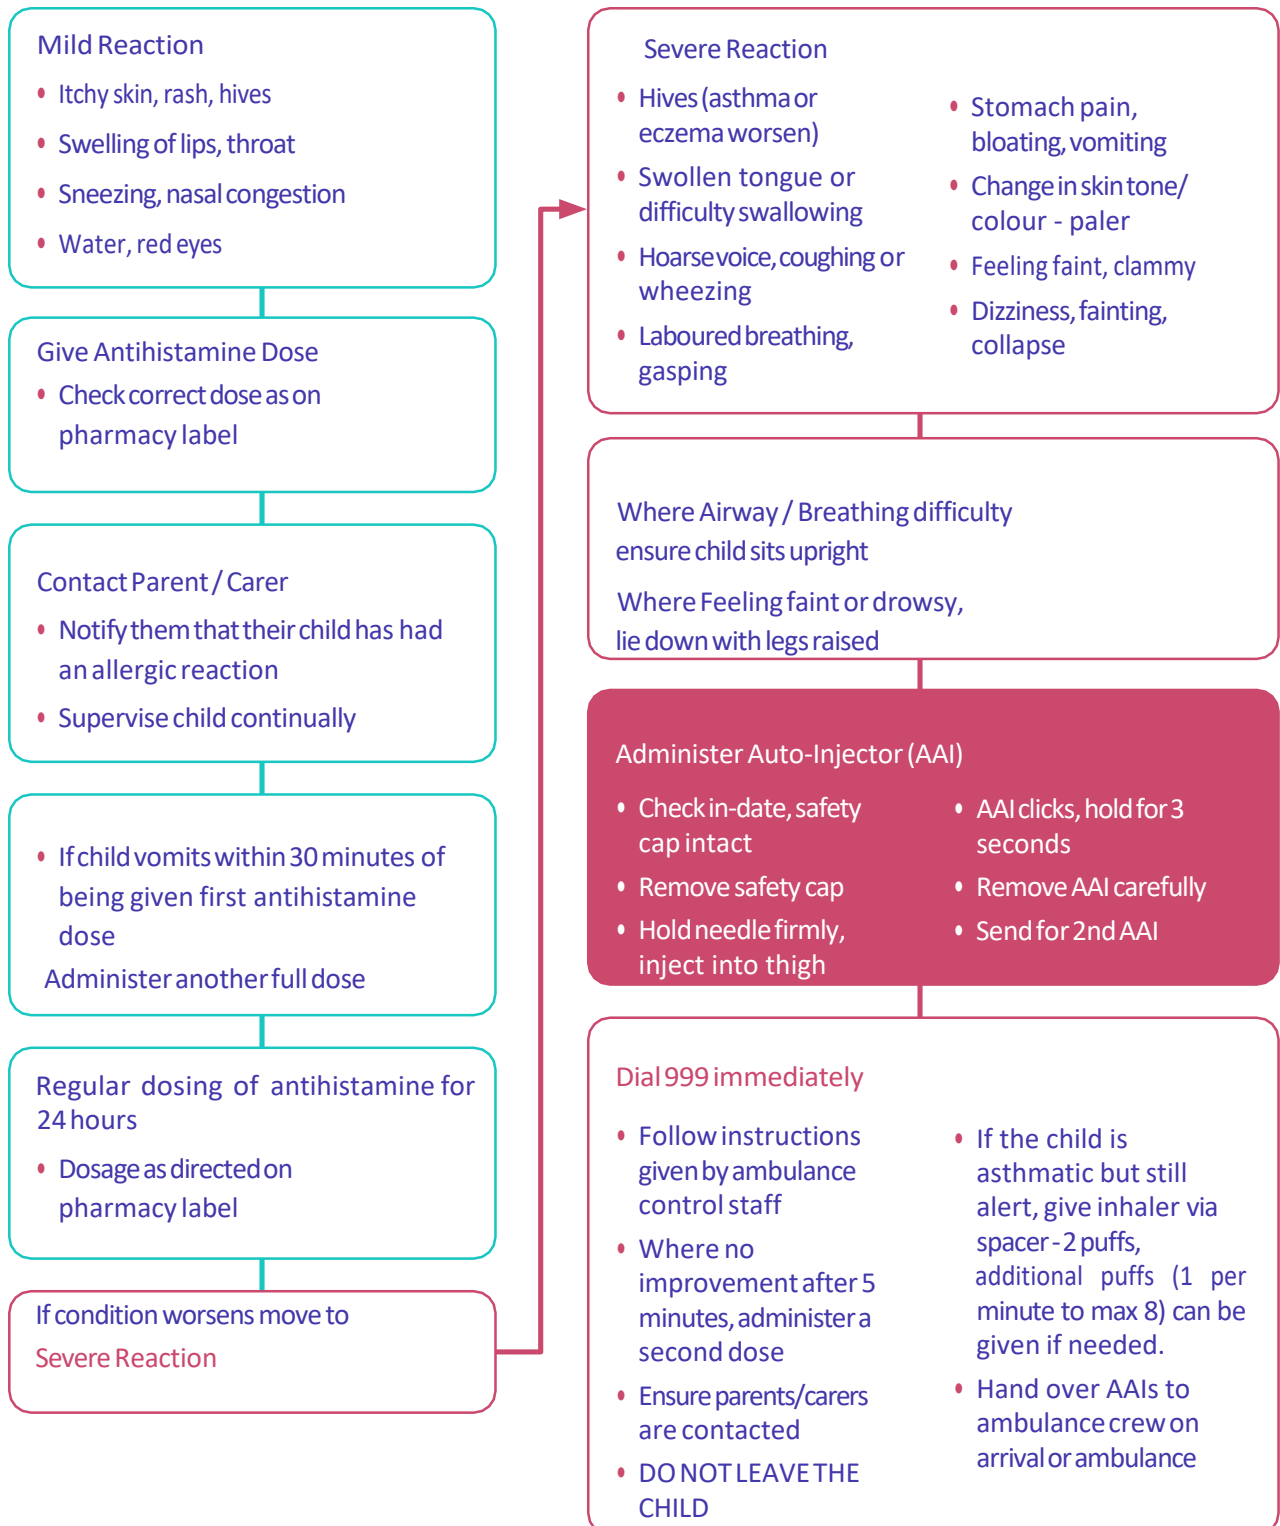 Mild Reaction
• Itchy skin, rash, hives
• Swelling of lips, throat
• Sneezing, nasal congestion
• Water, red eyes
Give Antihistamine Dose
• Check correct dose as on
pharmacy label
Contact Parent / Carer
• Notify them that their child has had
an allergic reaction
• Supervise child continually
• If child vomits within 30 minutes of
being given first antihistamine
dose
Administer another full dose
Regular dosing of antihistamine for
24 hours
• Dosage as directed on
pharmacy label
If condition worsens move to
Severe Reaction
Severe Reaction
• Hives (asthma or
eczema worsen)
• Swollen tongue or
difficulty swallowing
• Hoarse voice, coughing or
wheezing
• Laboured breathing,
gasping
• Stomach pain,
bloating, vomiting
• Change in skin tone/
colour - paler
• Feeling faint, clammy
• Dizziness, fainting,
collapse
Where Airway / Breathing difficulty
ensure child sits upright
Where Feeling faint or drowsy,
lie down with legs raised
Administer Auto-Injector (AAI)
• Check in-date, safety
cap intact
• Remove safety cap
• Hold needle firmly,
inject into thigh
• AAI clicks, hold for 3
seconds
• Remove AAI carefully
• Send for 2nd AAI
Dial 999 immediately
• Follow instructions
given by ambulance
control staff
• Where no
improvement after 5
minutes, administer a
second dose
• Ensure parents/carers
are contacted
• DO NOT LEAVE THE
CHILD
• If the child is
asthmatic but still
alert, give inhaler via
spacer - 2 puffs,
additional puffs (1 per
minute to max 8) can be
given if needed.
• Hand over AAIs to
ambulance crew on
arrival or ambulance